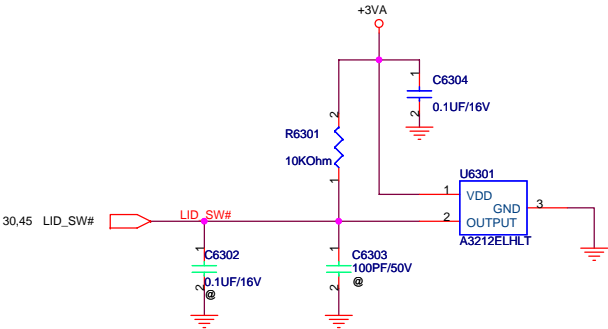 +3VA
1
C6304
2
0.1UF/16V
2
R6301
10KOhm
1
U6301
1
VDD
GND
3
2
OUTPUT
A3212ELHLT
30,45 LID_SW#
LID_SW#
1
C6302
2
0.1UF/16V
@
1
C6303
100PF/50V
2
@